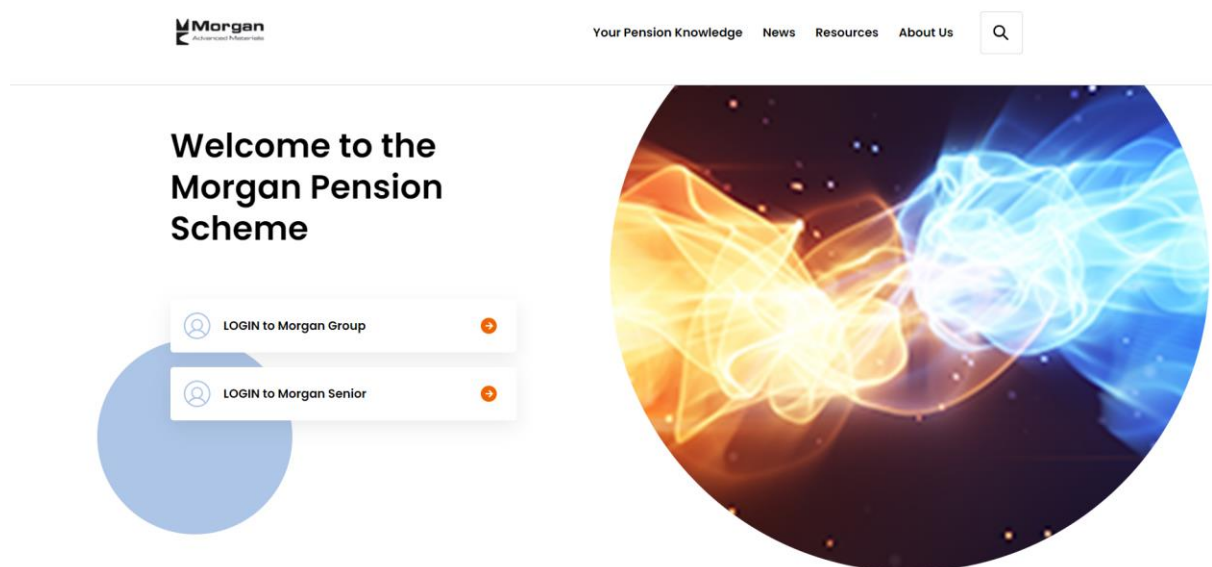 Morgan
Advanced Materials
Your Pension Knowledge News Resources About Us
Welcome to the
Morgan Pension
Scheme
LOGIN to Morgan Group
LOGIN to Morgan Senior